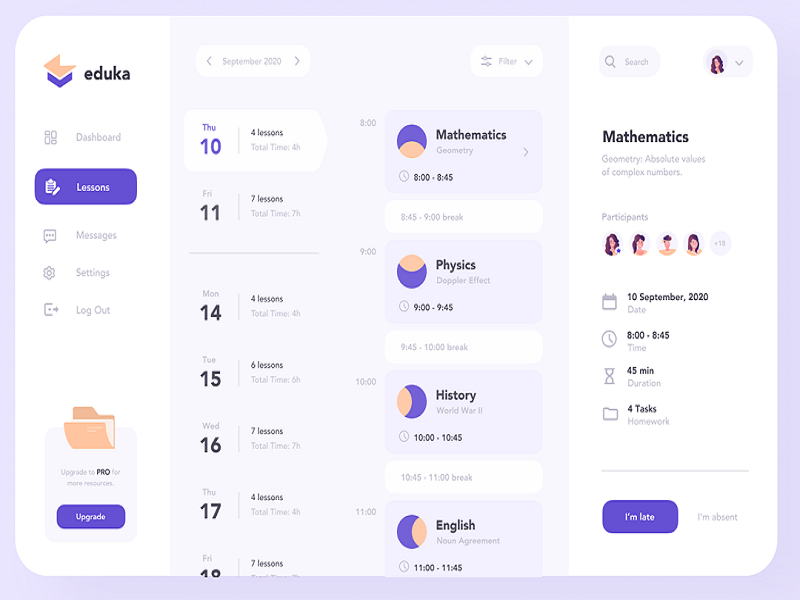 eduka
Dashboard
Lessons
Messages
Settings
Log Out
Upgrade to PRO for
more resources.
Upgrade
September 2020
Filter
Thu
10
4 lessons
Total Time: 4h
Fri
11
7 lessons
Total Time: 7h
Mon
14
4 lessons
Total Time: 4h
Tue
15
6 lessons
Total Time: 6h
Wed
16
7 lessons
Total Time: 7h
Thu
17
4 lessons
Total Time: 4h
Fri
18
7 lessons
8:00
Mathematics
Geometry
8:00 - 8:45
8:45 - 9:00 break
9:00
Physics
Doppler Effect
9:00 - 9:45
9:45 - 10:00 break
10:00
History
World War II
10:00 - 10:45
10:45 - 11:00 break
11:00
English
Noun Agreement
11:00 - 11:45
Search
Mathematics
Geometry: Absolute values
of complex numbers.
Participants
+18
10 September, 2020
Date
8:00 - 8:45
Time
45 min
Duration
4 Tasks
Homework
I'm late
I'm absent